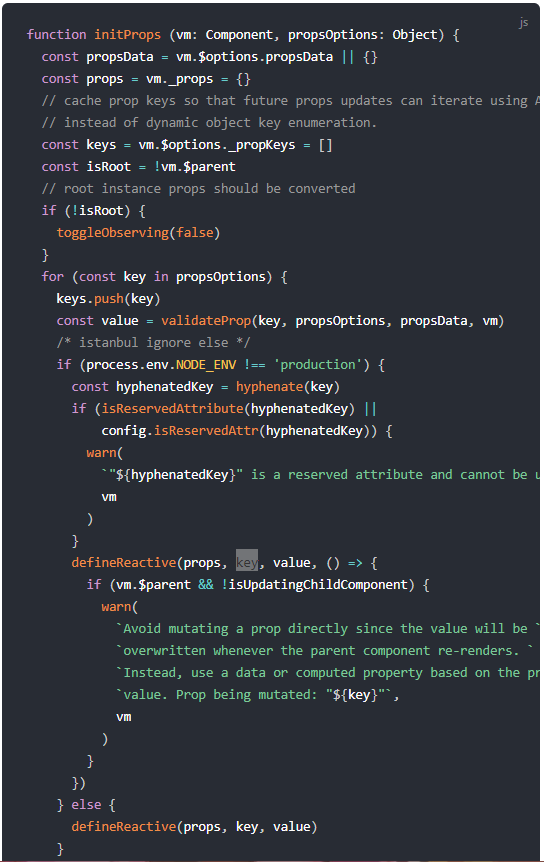 js
function initProps (vm: Component, propsOptions: Object) {
  const propsData = vm.$options.propsData || {}
  const props = vm._props = {}
  // cache prop keys so that future props updates can iterate using A
  // instead of dynamic object key enumeration.
  const keys = vm.$options._propKeys = []
  const isRoot = !vm.$parent
  // root instance props should be converted
  if (!isRoot) {
    toggleObserving(false)
  }
  for (const key in propsOptions) {
    keys.push(key)
    const value = validateProp(key, propsOptions, propsData, vm)
    /* istanbul ignore else */
    if (process.env.NODE_ENV !== 'production') {
      const hyphenatedKey = hyphenate(key)
      if (isReservedAttribute(hyphenatedKey) ||
          config.isReservedAttr(hyphenatedKey)) {
        warn(
          `"${hyphenatedKey}" is a reserved attribute and cannot be u
          vm
        )
      }
      defineReactive(props, key, value, () => {
        if (vm.$parent && !isUpdatingChildComponent) {
          warn(
            `Avoid mutating a prop directly since the value will be `
            `overwritten whenever the parent component re-renders. `
            `Instead, use a data or computed property based on the pr
            `value. Prop being mutated: "${key}"`,
            vm
          )
        }
      })
    } else {
      defineReactive(props, key, value)
    }